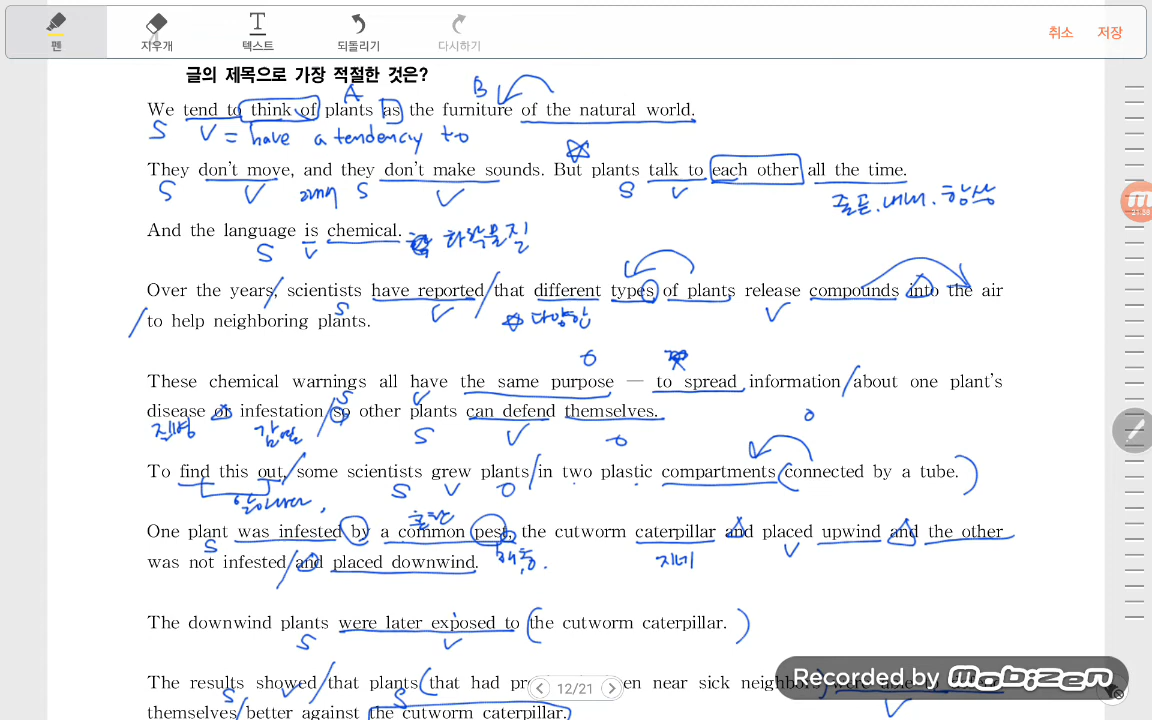 펜 지우개 텍스트 되돌리기 다시하기 취소 저장
글의 제목으로 가장 적절한 것은?
A B
We tend to think of plants as the furniture of the natural world.
S V = have a tendency to
They don't move, and they don't make sounds. But plants talk to each other all the time.
S V S V S V 줄곧. 내내. 항상
And the language is chemical. 화학물질
S V
Over the years, scientists have reported that different types of plants release compounds into the air
S V 다양한 V
to help neighboring plants.
O
These chemical warnings all have the same purpose — to spread information about one plant's
S V O
disease or infestation so other plants can defend themselves.
질병 감염 S V O
To find this out, some scientists grew plants in two plastic compartments connected by a tube.
알아내다, S V O
흔한
One plant was infested by a common pest, the cutworm caterpillar and placed upwind and the other
S 해충. 지네 V
was not infested and placed downwind.
The downwind plants were later exposed to the cutworm caterpillar.
S V
The results showed that plants that had en near sick neighbors
S V S V
themselves better against the cutworm caterpillar.
12/21
Recorded by mobizen